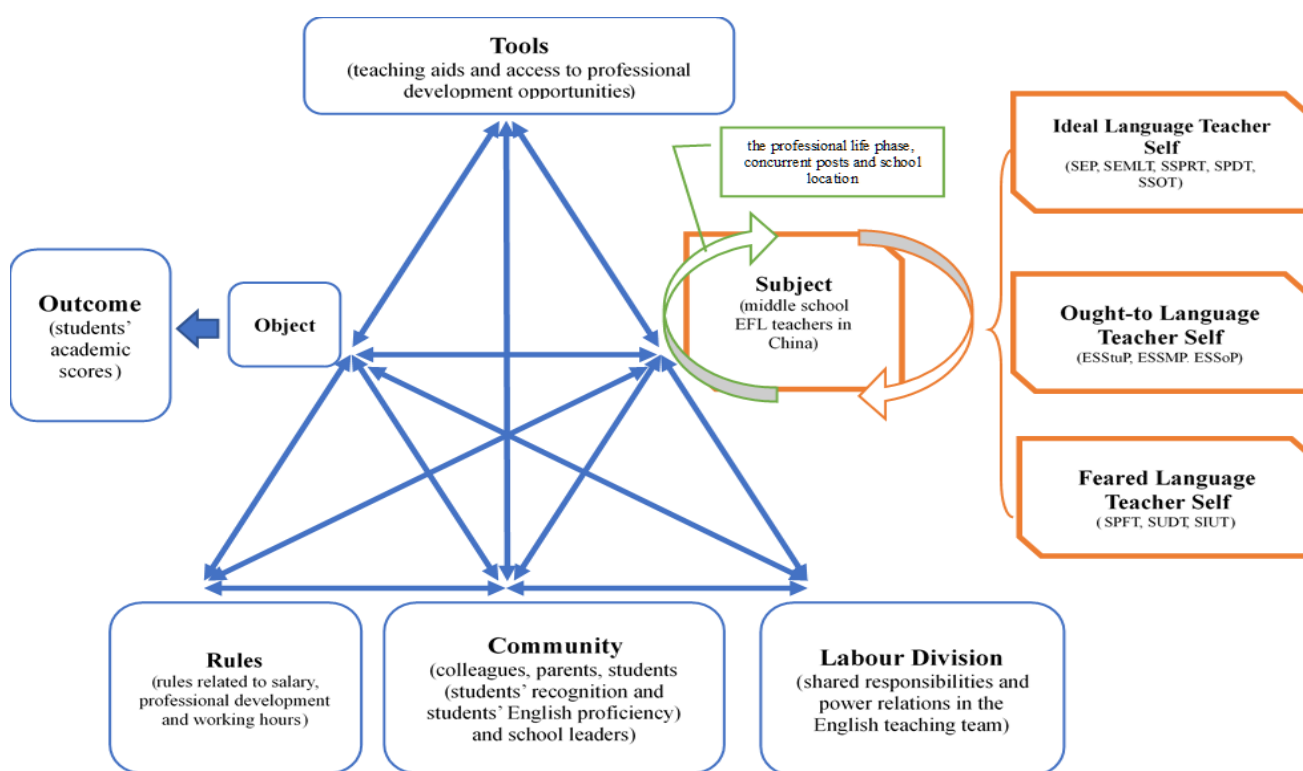 Tools
(teaching aids and access to professional
development opportunities)
the professional life phase,
concurrent posts and school
location
Ideal Language Teacher
Self
(SEP, SEMLT, SSPRT, SPDT,
SSOT)
Outcome
(students’
academic
scores)
Object
Subject
(middle school
EFL teachers in
China)
Ought-to Language
Teacher Self
(ESStuP, ESSMP. ESSoP)
Feared Language
Teacher Self
( SPFT, SUDT, SIUT)
Rules
(rules related to salary,
professional development
and working hours)
Community
(colleagues, parents, students
(students’ recognition and
students’ English proficiency)
and school leaders)
Labour Division
(shared responsibilities and
power relations in the
English teaching team)